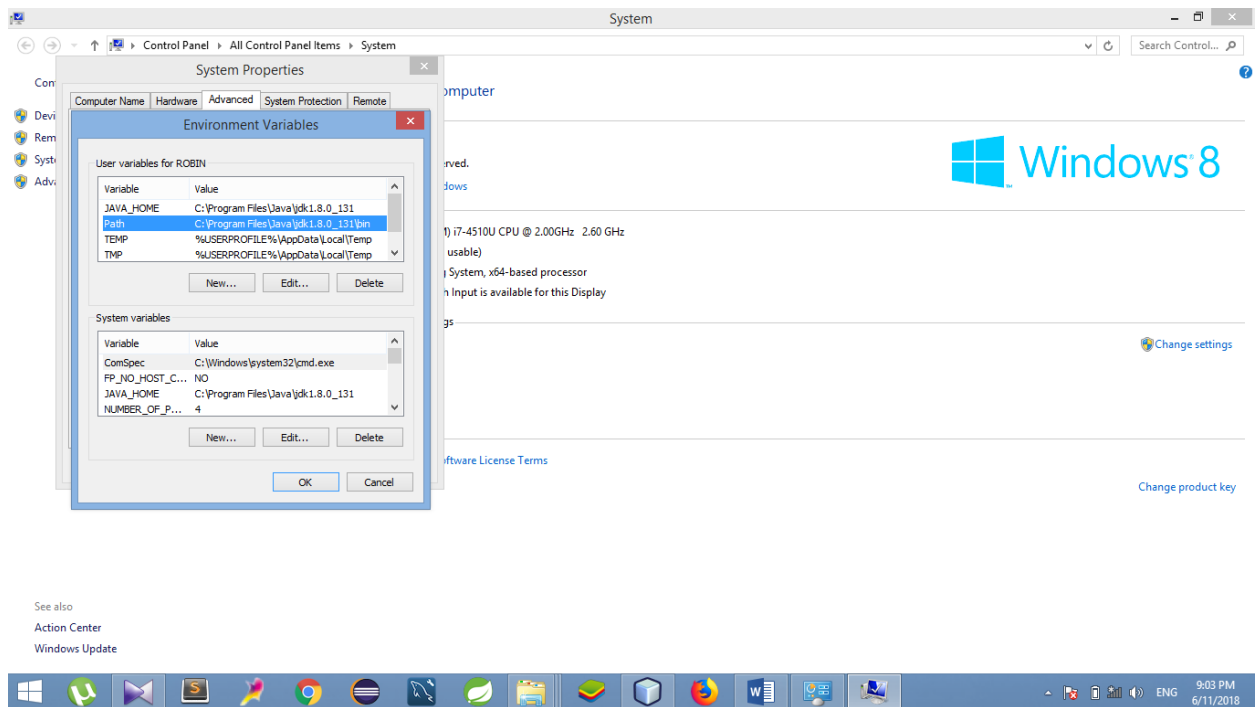 System
Control Panel All Control Panel Items System
Search Control...
System Properties
Computer Name Hardware Advanced System Protection Remote
Environment Variables
User variables for ROBIN
Variable Value
JAVA_HOME C:\Program Files\Java\jdk1.8.0_131
Path C:\Program Files\Java\jdk1.8.0_131\bin
TEMP %USERPROFILE%\AppData\Local\Temp
TMP %USERPROFILE%\AppData\Local\Temp
New... Edit... Delete
System variables
Variable Value
ComSpec C:\Windows\system32\cmd.exe
FP_NO_HOST_C... NO
JAVA_HOME C:\Program Files\Java\jdk1.8.0_131
NUMBER_OF_P... 4
New... Edit... Delete
OK Cancel
Con
Devi
Rem
Syst
Adva
omputer
erved.
dows
Windows 8
M) i7-4510U CPU @ 2.00GHz 2.60 GHz
usable)
g System, x64-based processor
h Input is available for this Display
gs
Change settings
oftware License Terms
Change product key
See also
Action Center
Windows Update
ENG
9:03 PM
6/11/2018